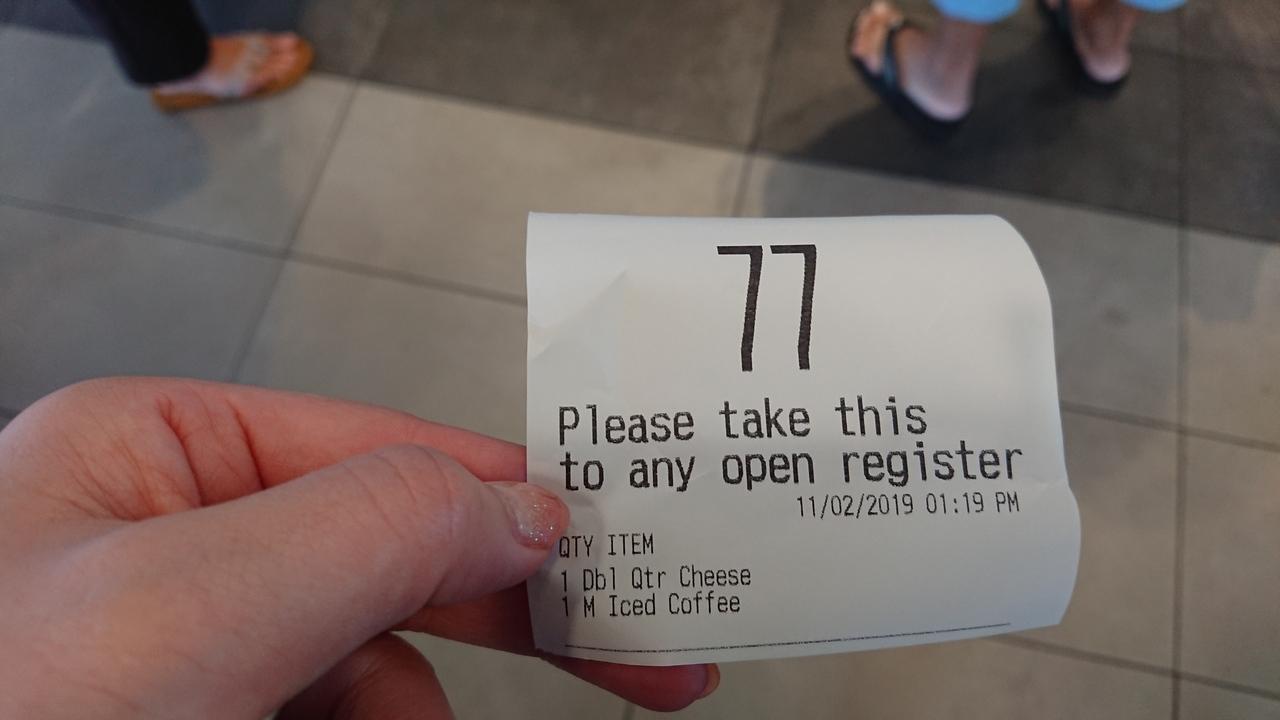 77
Please take this
to any open register
11/02/2019 01:19 PM
QTY ITEM
1 Dbl Qtr Cheese
1 M Iced Coffee